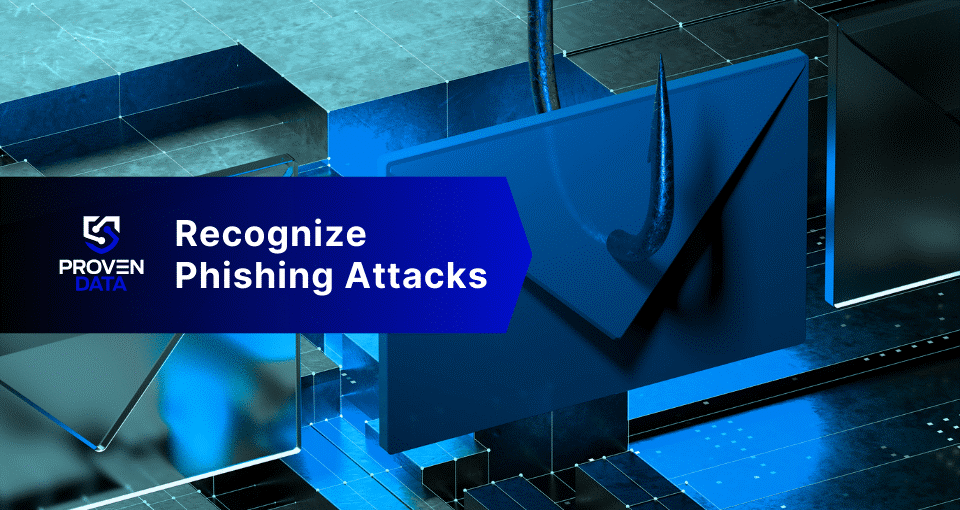 PROVEN
DATA
Recognize
Phishing Attacks